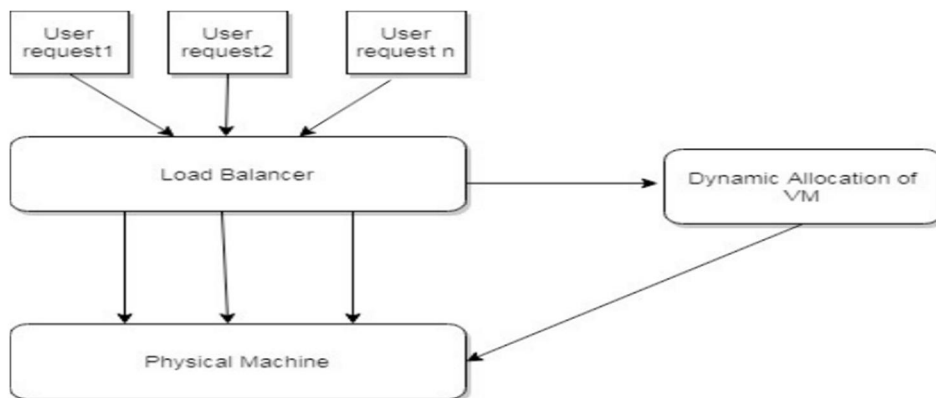 User
request1
User
request2
User
request n
Load Balancer
Dynamic Allocation of
VM
Physical Machine